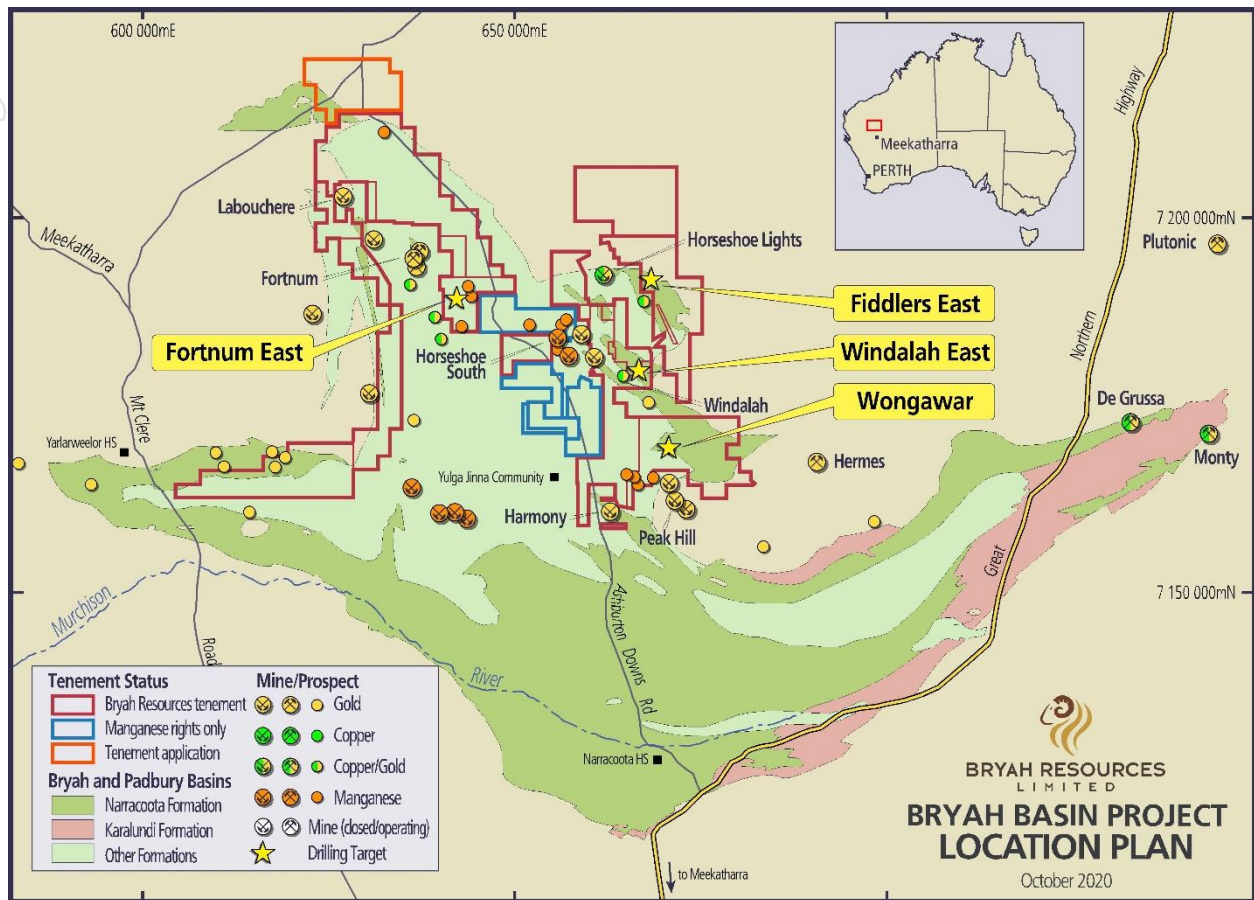 600 000mE
650 000mE
Highway
Meekatharra
PERTH
7 200 000mN
Plutonic
Labouchere
Meekatharra
Fortnum
Horseshoe Lights
Fiddlers East
Northern
Fortnum East
Horseshoe
South
Windalah East
Windalah
Wongawar
De Grussa
Monty
Mt Clere
Yarlarweelor HS
Yulga Jinna Community
Hermes
Harmony
Peak Hill
Great
7 150 000mN
Murchison
Ashburton Downs Rd
Road
River
Narracoota HS
to Meekatharra
Tenement Status
Bryah Resources tenement
Manganese rights only
Tenement application
Bryah and Padbury Basins
Narracoota Formation
Karalundi Formation
Other Formations
Mine/Prospect
Gold
Copper
Copper/Gold
Manganese
Mine (closed/operating)
Drilling Target
BRYAH RESOURCES
LIMITED
BRYAH BASIN PROJECT
LOCATION PLAN
October 2020